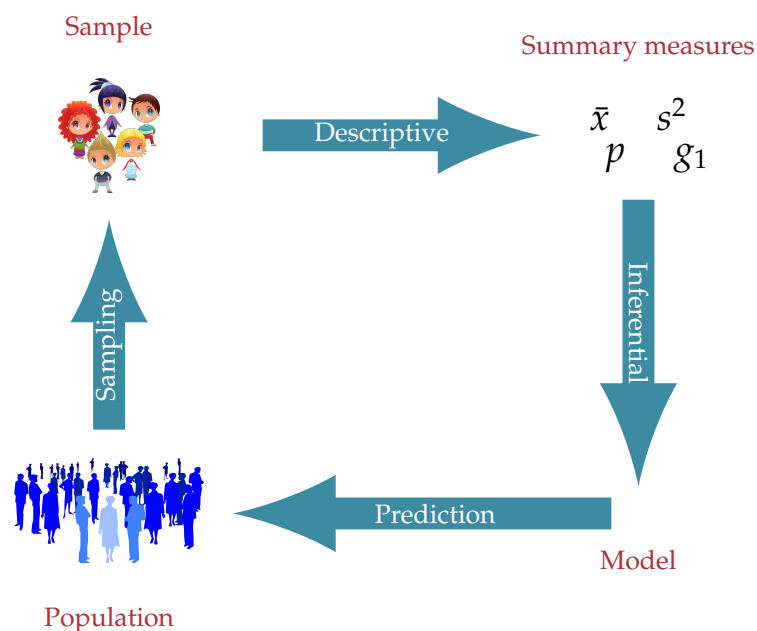 Sample
Summary measures
Descriptive
x̄ s²
p g₁
Sampling
Inferential
Prediction
Model
Population